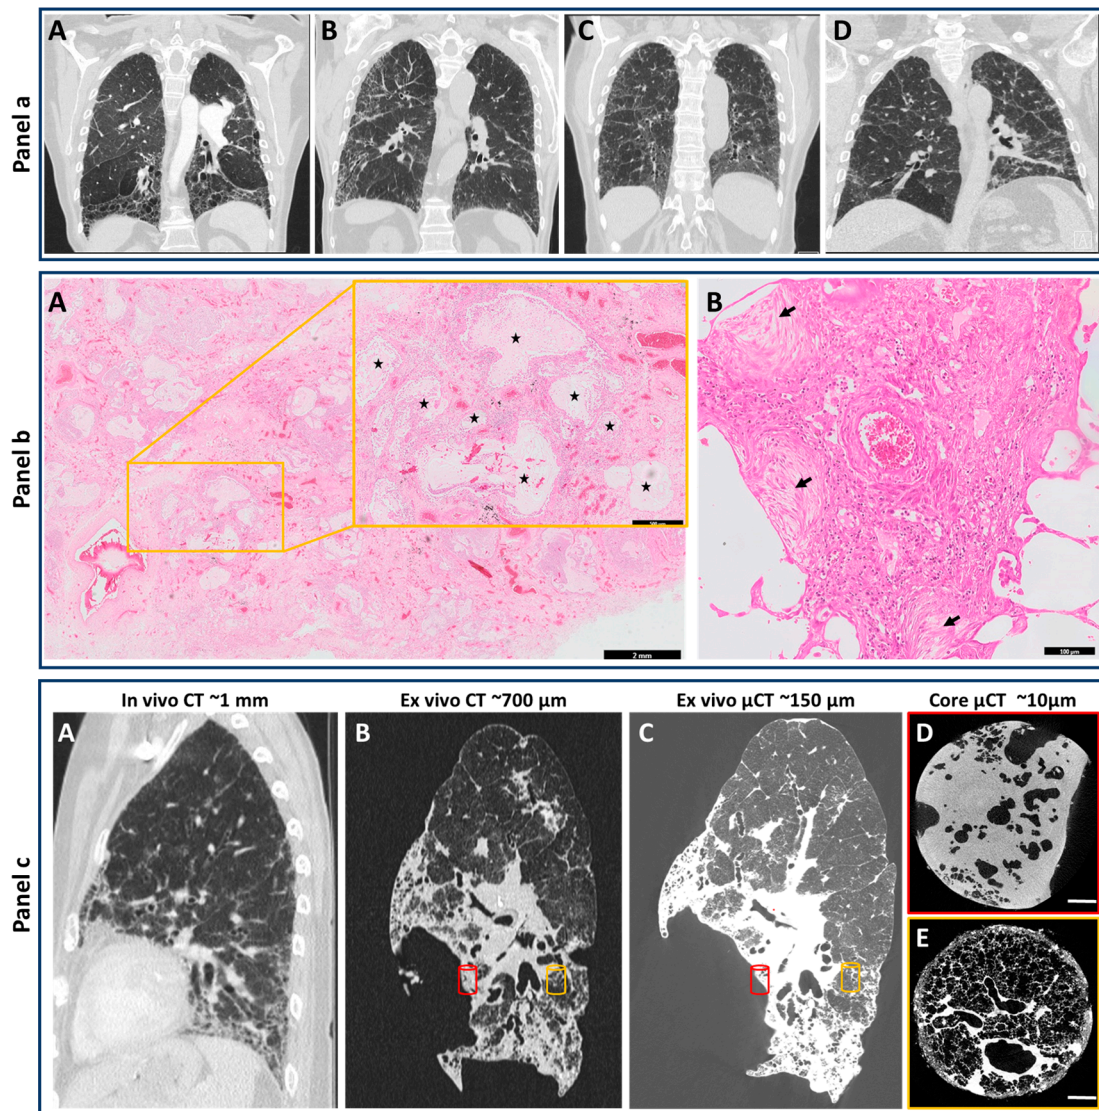 Panel a
A
B
C
D
A
Panel b
A
B
2 mm
100 µm
Panel c
In vivo CT ~1 mm
Ex vivo CT ~700 µm
Ex vivo µCT ~150 µm
Core µCT ~10µm
A
B
C
D
E